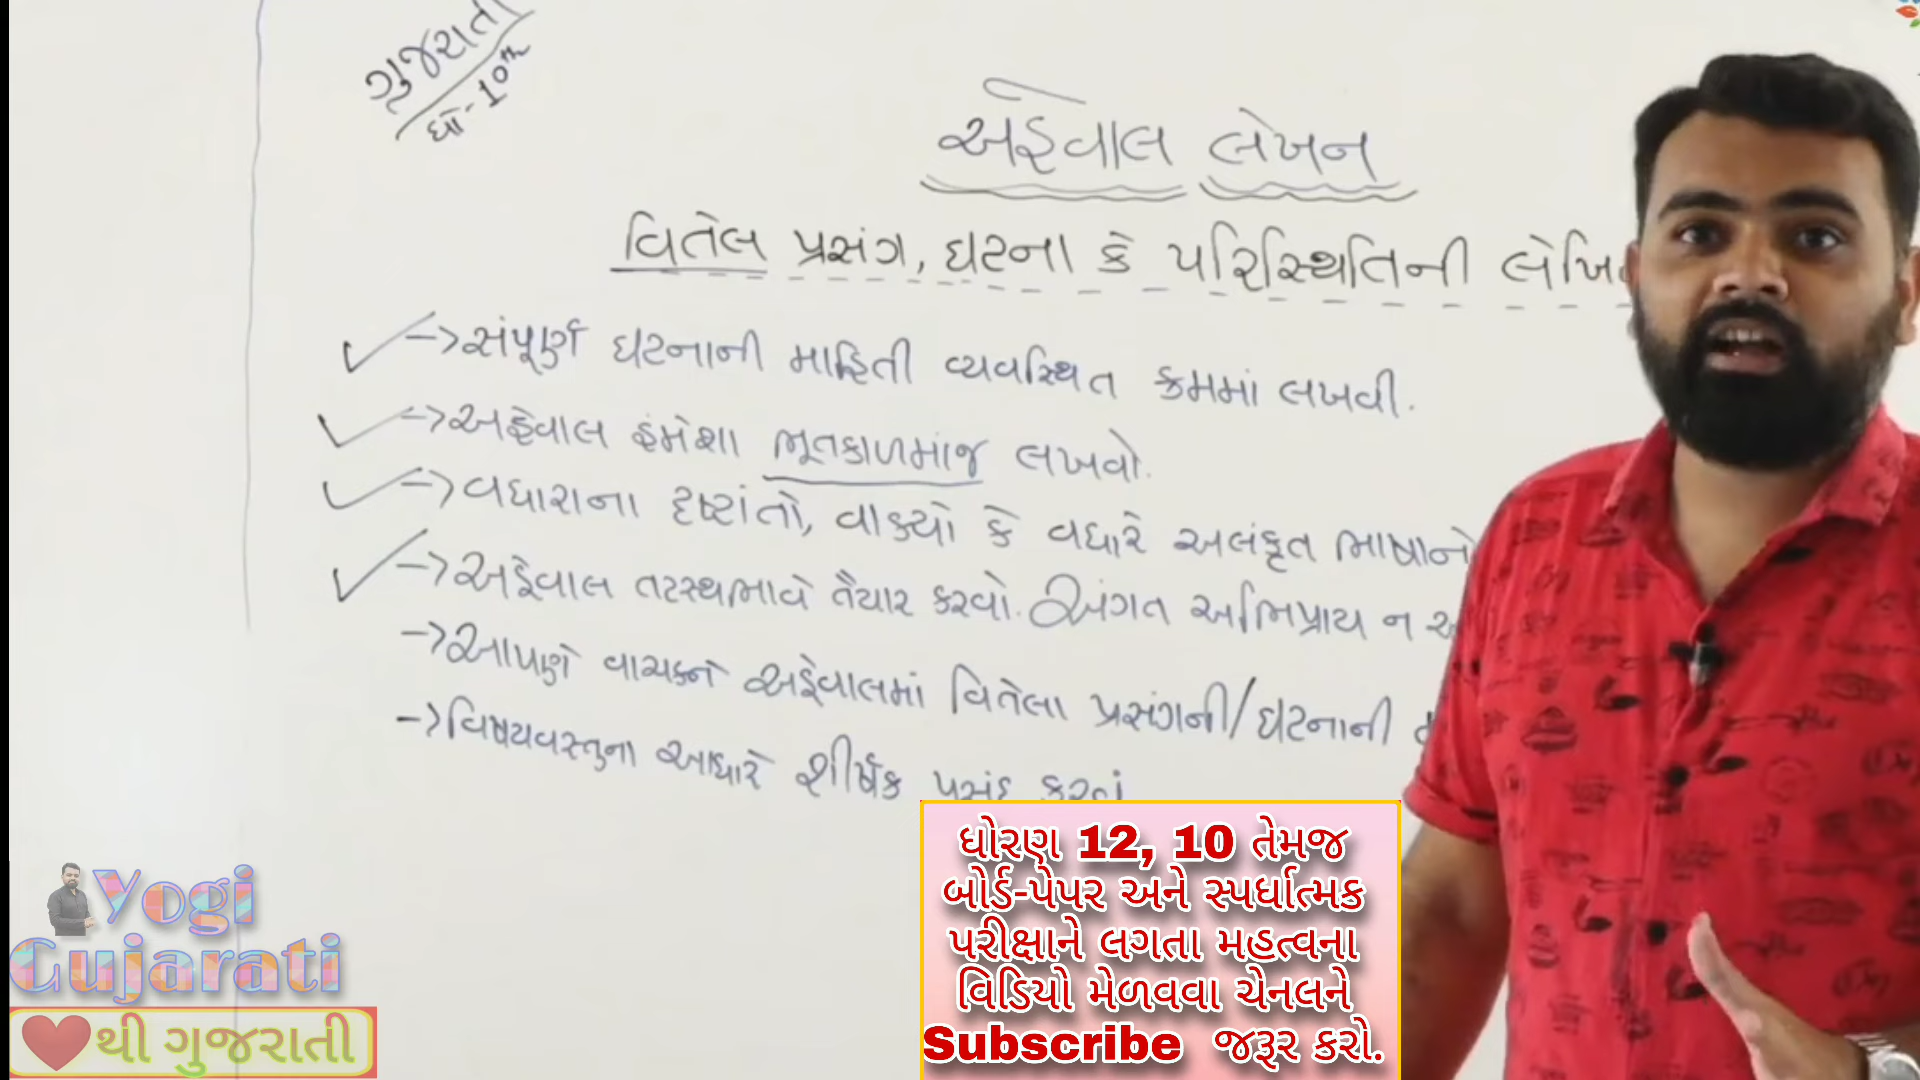 ગુજરાતી
ધો-10th
અહેવાલ લેખન
વિતેલ પ્રસંગ, ઘટના કે પરિસ્થિતિની લેખિ
→ સંપૂર્ણ ઘટનાની માહિતી વ્યવસ્થિત ક્રમમાં લખવી.
→ અહેવાલ હંમેશા ભૂતકાળમાંજ લખવો.
→ વધારાના દૃષ્ટાંતો, વાક્યો કે વધારે અલંકૃત ભાષાનો
→ અહેવાલ તટસ્થભાવે તૈયાર કરવો. અંગત અભિપ્રાય ન
→ આપણે વાચકને અહેવાલમાં વિતેલા પ્રસંગની/ઘટનાની
→ વિષયવસ્તુના આધારે શીર્ષક પસંદ કરવું
Yogi
Gujarati
થી ગુજરાતી
ધોરણ 12, 10 તેમજ
બોર્ડ-પેપર અને સ્પર્ધાત્મક
પરીક્ષાને લગતા મહત્વના
વિડિયો મેળવવા ચેનલને
Subscribe જરૂર કરો.